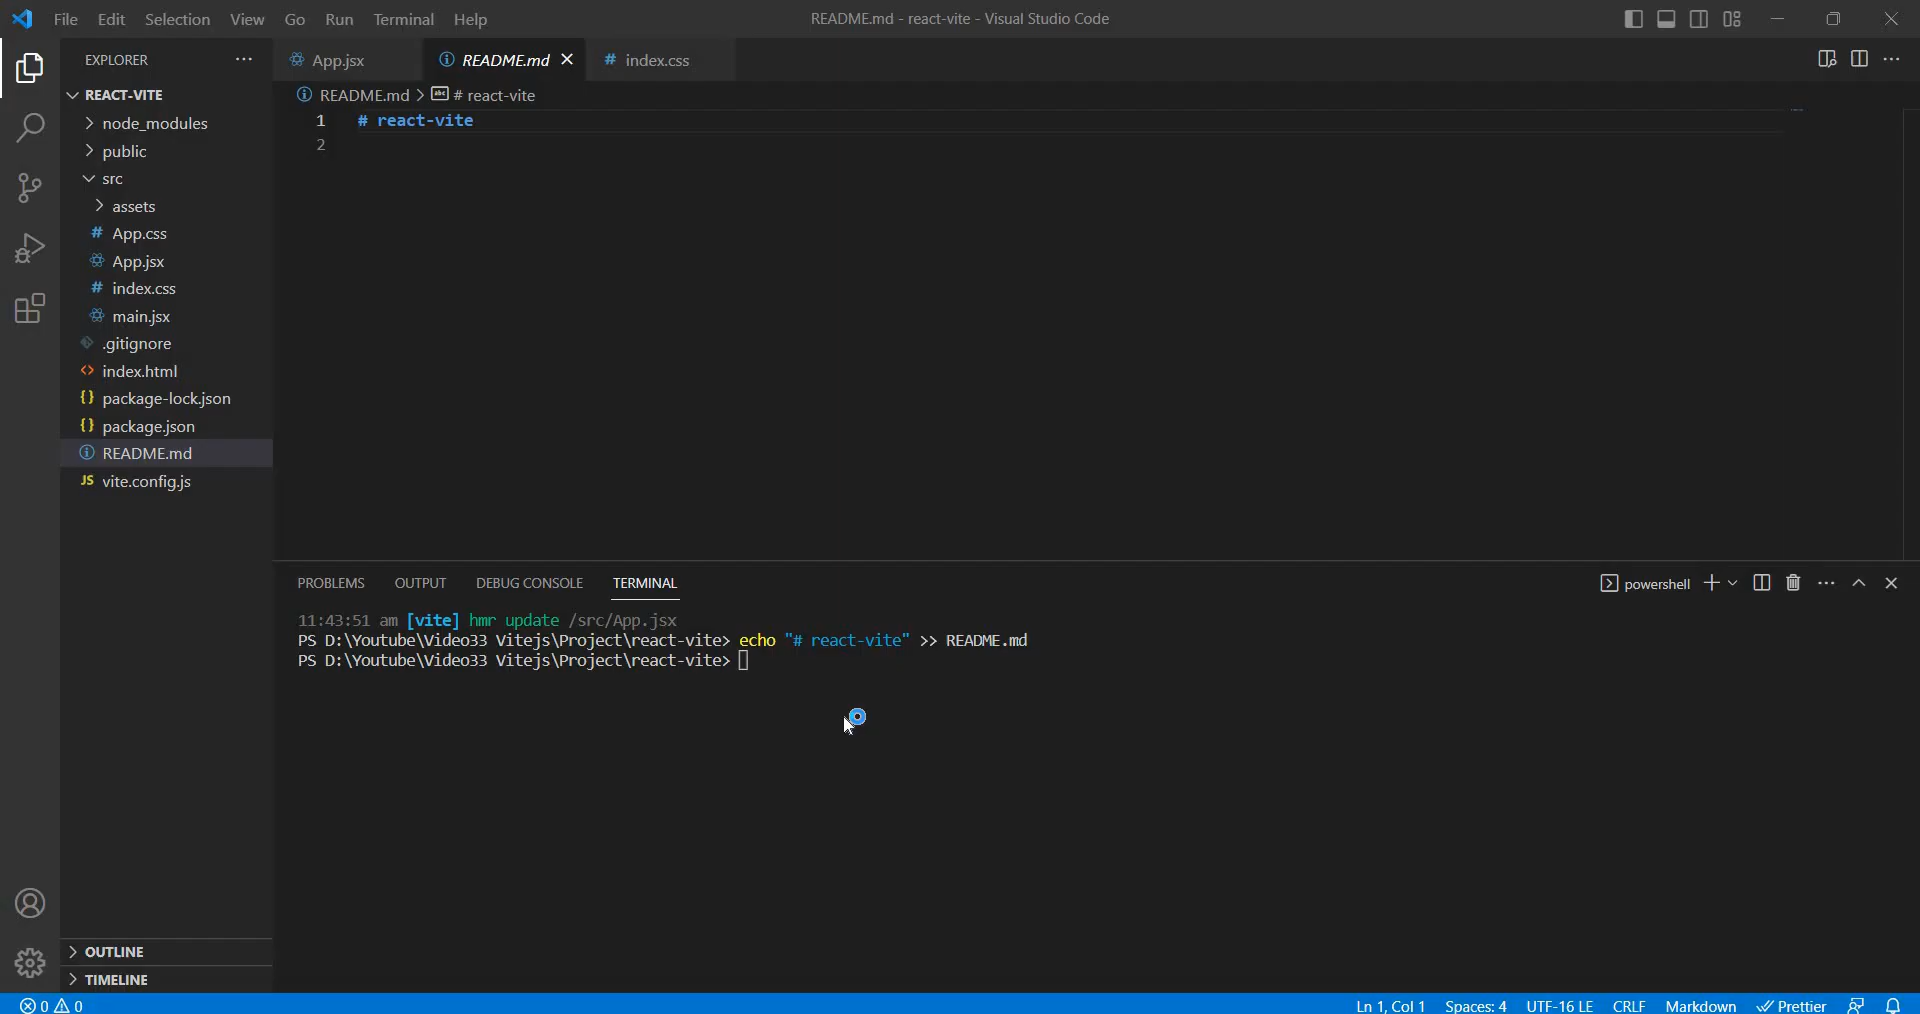 File Edit Selection View Go Run Terminal Help
README.md - react-vite - Visual Studio Code
EXPLORER
REACT-VITE
node_modules
public
src
assets
App.css
App.jsx
index.css
main.jsx
.gitignore
index.html
package-lock.json
package.json
README.md
JS vite.config.js
OUTLINE
TIMELINE
App.jsx README.md index.css
README.md > # react-vite
1 # react-vite
2
PROBLEMS OUTPUT DEBUG CONSOLE TERMINAL
powershell
11:43:51 am [vite] hmr update /src/App.jsx
PS D:\Youtube\Video33 Vitejs\Project\react-vite> echo "# react-vite" >> README.md
PS D:\Youtube\Video33 Vitejs\Project\react-vite>
0 0
Ln 1, Col 1 Spaces: 4 UTF-16 LE CRLF Markdown Prettier